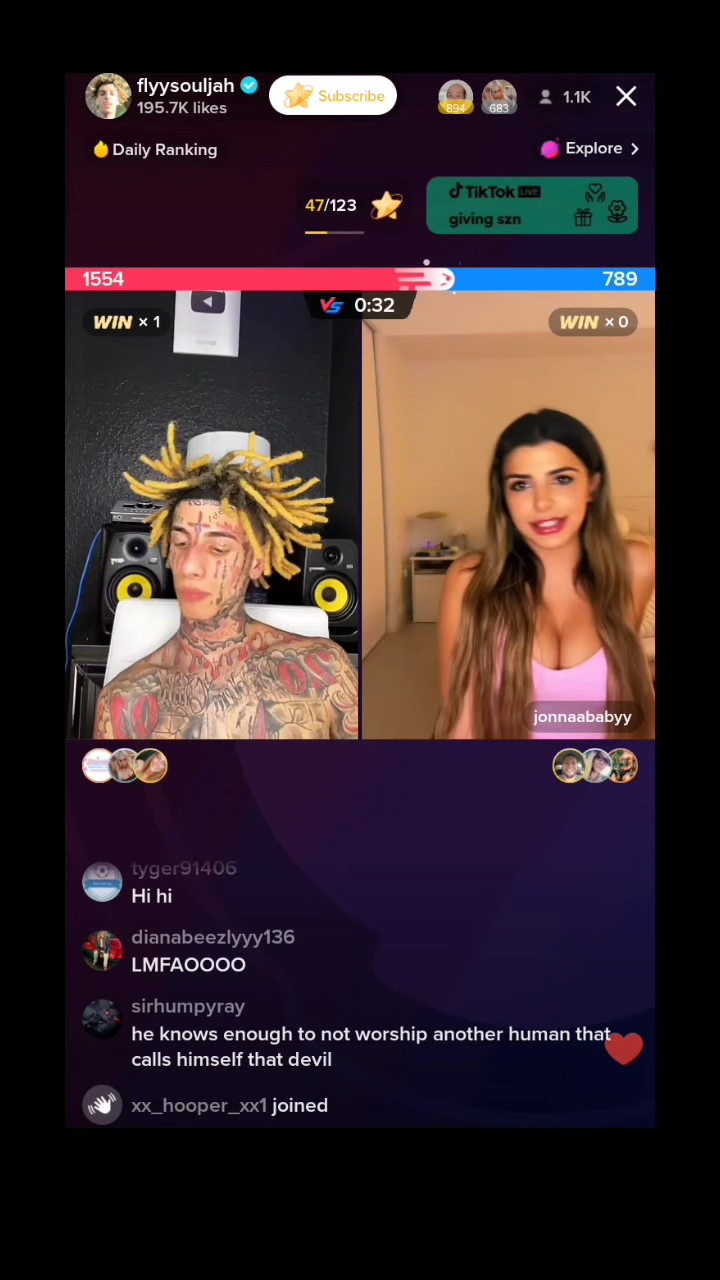 flyysouljah
195.7K likes
Subscribe
894
683
1.1K
Daily Ranking
Explore
47/123
TikTok LIVE
giving szn
1554
789
VS 0:32
WIN × 1
WIN × 0
jonnaababyy
tyger91406
Hi hi
dianabeezlyyy136
LMFAOOOO
sirhumpyray
he knows enough to not worship another human that
calls himself that devil
xx_hooper_xx1 joined